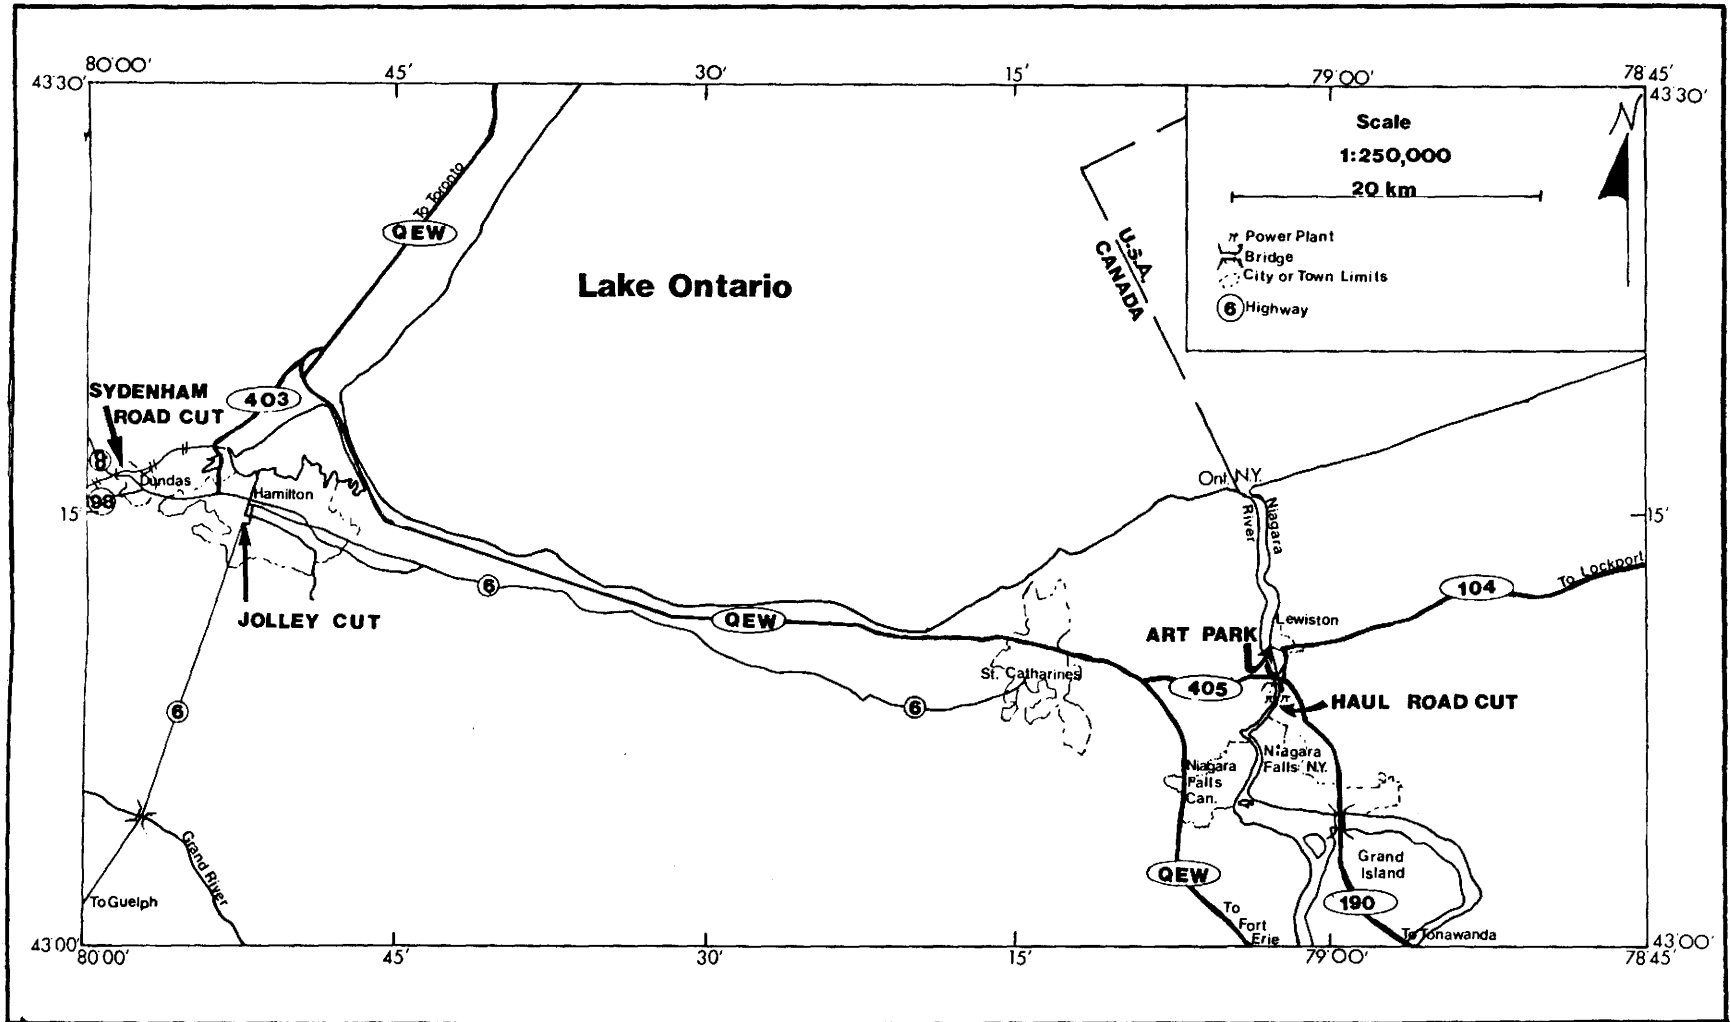 80°00'
45'
30'
15'
79°00'
78°45'
43°30'
43°30'
Scale
1:250,000
20 km
N
Power Plant
Bridge
City or Town Limits
6 Highway
To Toronto
QEW
Lake Ontario
U.S.A.
CANADA
SYDENHAM
ROAD CUT
403
8
Dundas
98
Hamilton
15'
15'
JOLLEY CUT
6
6
QEW
6
St. Catharines
Ont. N.Y.
Niagara
River
104
To Lockport
Lewiston
ART PARK
405
HAUL ROAD CUT
Niagara
Falls N.Y.
Niagara
Falls
Can.
Grand River
To Guelph
QEW
To
Fort
Erie
Grand
Island
190
To Tonawanda
43°00'
43°00'
80°00'
45'
30'
15'
79°00'
78°45'